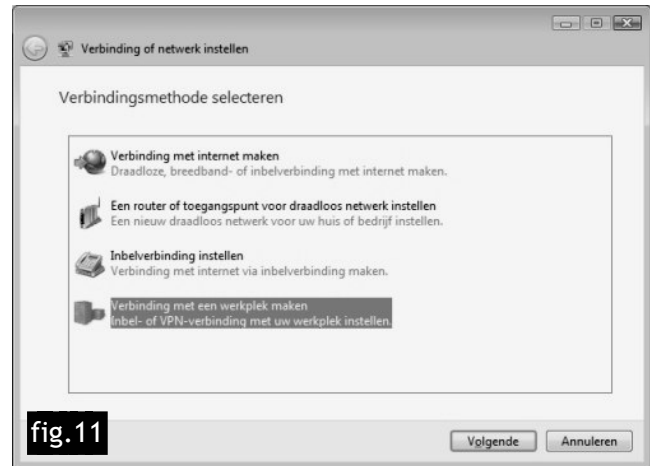 Verbinding of netwerk instellen
Verbindingsmethode selecteren
Verbinding met internet maken
Draadloze, breedband- of inbelverbinding met internet maken.
Een router of toegangspunt voor draadloos netwerk instellen
Een nieuw draadloos netwerk voor uw huis of bedrijf instellen.
Inbelverbinding instellen
Verbinding met internet via inbelverbinding maken.
Verbinding met een werkplek maken
Inbel- of VPN-verbinding met uw werkplek instellen.
fig.11
Volgende
Annuleren